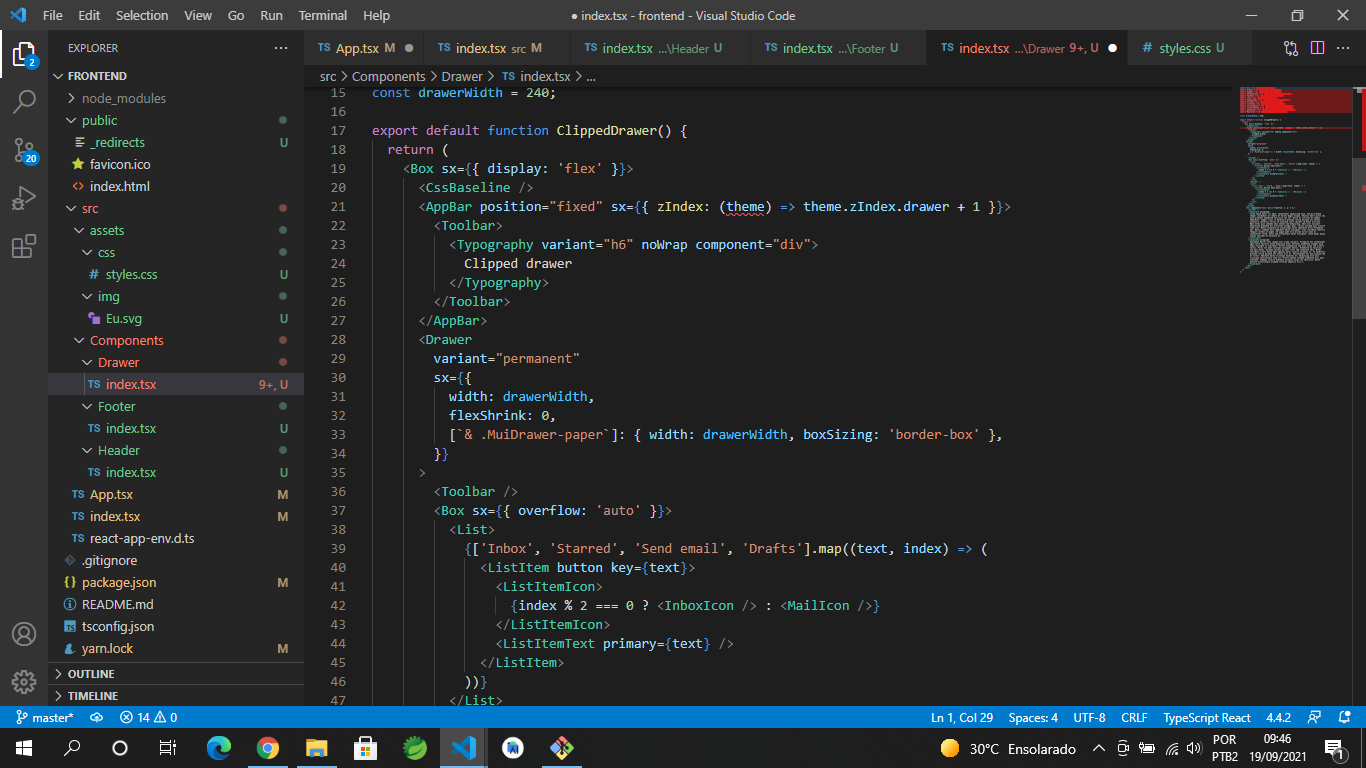 File Edit Selection View Go Run Terminal Help ● index.tsx - frontend - Visual Studio Code
EXPLORER
App.tsx M index.tsx src M index.tsx ...\Header U index.tsx ...\Footer U index.tsx ...\Drawer 9+, U # styles.css U
src > Components > Drawer > TS index.tsx > ...
FRONTEND
node_modules
public
_redirects U
favicon.ico
index.html
src
assets
css
# styles.css U
img
Eu.svg U
Components
Drawer
TS index.tsx 9+, U
Footer
TS index.tsx U
Header
TS index.tsx U
TS App.tsx M
TS index.tsx M
TS react-app-env.d.ts
.gitignore
{} package.json M
README.md
tsconfig.json
yarn.lock M
OUTLINE
TIMELINE
15 const drawerWidth = 240;
16
17 export default function ClippedDrawer() {
18 return (
19 <Box sx={{ display: 'flex' }}>
20 <CssBaseline />
21 <AppBar position="fixed" sx={{ zIndex: (theme) => theme.zIndex.drawer + 1 }}>
22 <Toolbar>
23 <Typography variant="h6" noWrap component="div">
24 Clipped drawer
25 </Typography>
26 </Toolbar>
27 </AppBar>
28 <Drawer
29 variant="permanent"
30 sx={{
31 width: drawerWidth,
32 flexShrink: 0,
33 [`& .MuiDrawer-paper`]: { width: drawerWidth, boxSizing: 'border-box' },
34 }}
35 >
36 <Toolbar />
37 <Box sx={{ overflow: 'auto' }}>
38 <List>
39 {['Inbox', 'Starred', 'Send email', 'Drafts'].map((text, index) => (
40 <ListItem button key={text}>
41 <ListItemIcon>
42 {index % 2 === 0 ? <InboxIcon /> : <MailIcon />}
43 </ListItemIcon>
44 <ListItemText primary={text} />
45 </ListItem>
46 ))}
47 </List>
2
20
master* 14 0 Ln 1, Col 29 Spaces: 4 UTF-8 CRLF TypeScript React 4.4.2
30°C Ensolarado POR 09:46
PTB2 19/09/2021 1